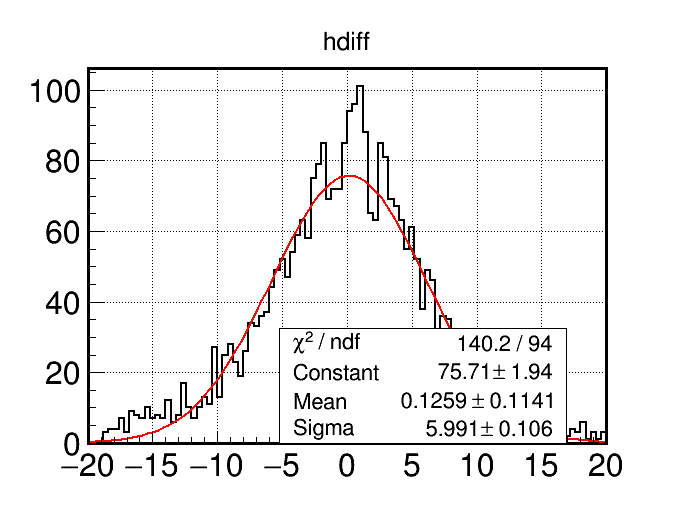 hdiff
100
80
60
40
20
0
χ² / ndf 140.2 / 94
Constant 75.71 ± 1.94
Mean 0.1259 ± 0.1141
Sigma 5.991 ± 0.106
−20 −15 −10 −5 0 5 10 15 20